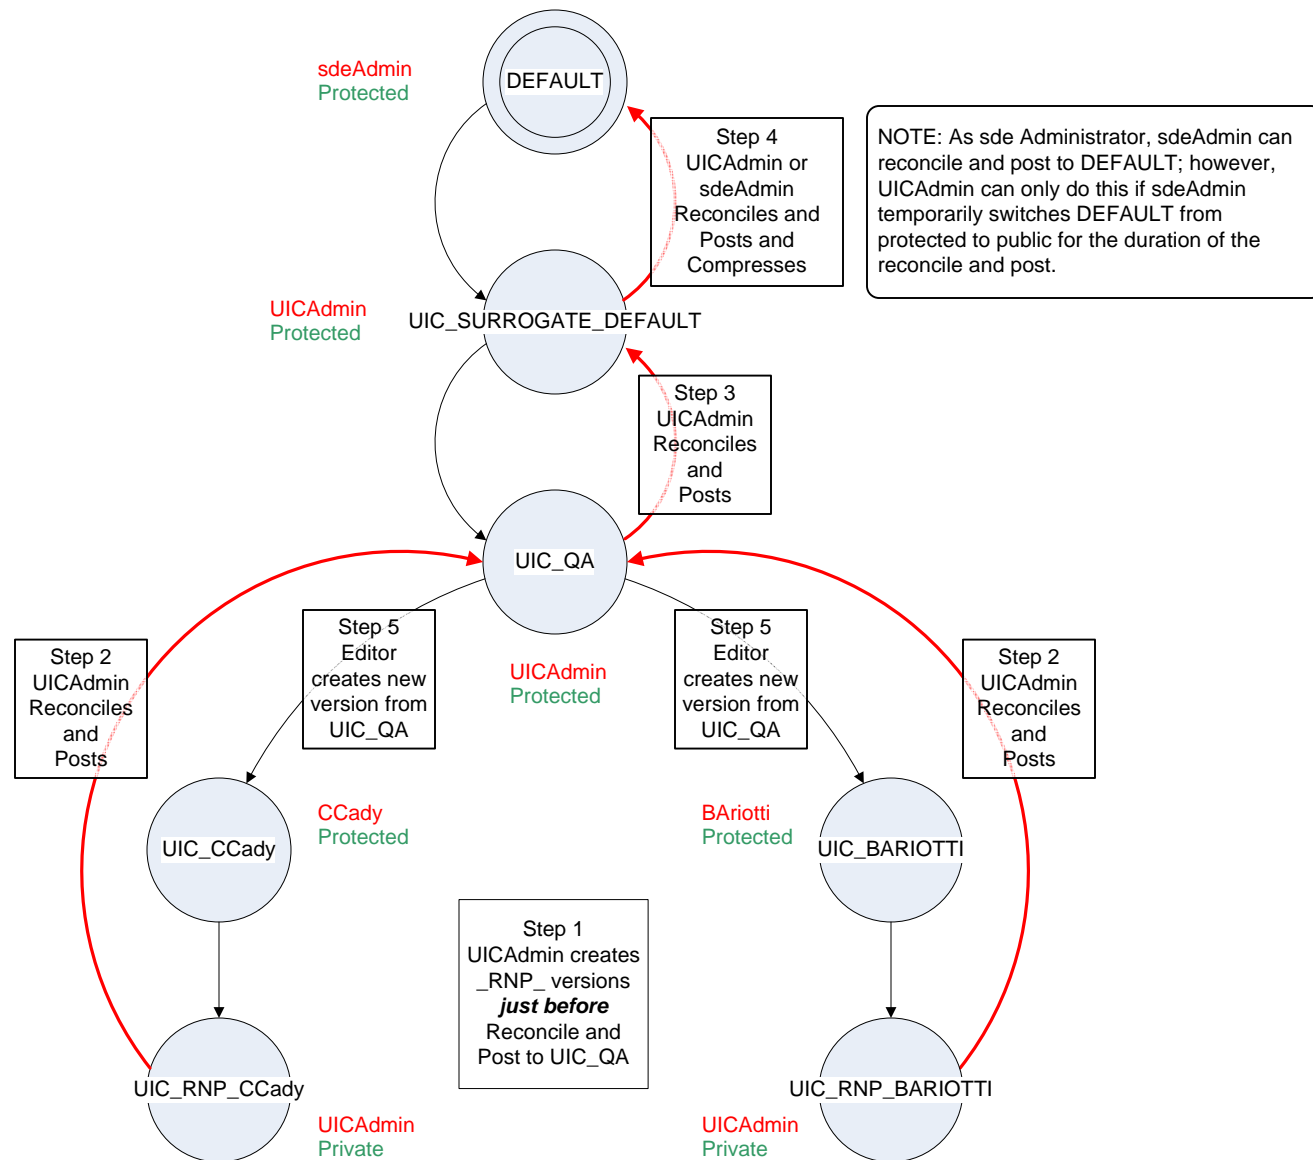 sdeAdmin
Protected
DEFAULT
Step 4
UICAdmin or
sdeAdmin
Reconciles and
Posts and
Compresses
NOTE: As sde Administrator, sdeAdmin can
reconcile and post to DEFAULT; however,
UICAdmin can only do this if sdeAdmin
temporarily switches DEFAULT from
protected to public for the duration of the
reconcile and post.
UICAdmin
Protected
UIC_SURROGATE_DEFAULT
Step 3
UICAdmin
Reconciles
and
Posts
UIC_QA
UICAdmin
Protected
Step 2
UICAdmin
Reconciles
and
Posts
Step 5
Editor
creates new
version from
UIC_QA
Step 5
Editor
creates new
version from
UIC_QA
Step 2
UICAdmin
Reconciles
and
Posts
UIC_CCady
CCady
Protected
BAriotti
Protected
UIC_BARIOTTI
Step 1
UICAdmin creates
_RNP_ versions
just before
Reconcile and
Post to UIC_QA
UIC_RNP_CCady
UICAdmin
Private
UIC_RNP_BARIOTTI
UICAdmin
Private